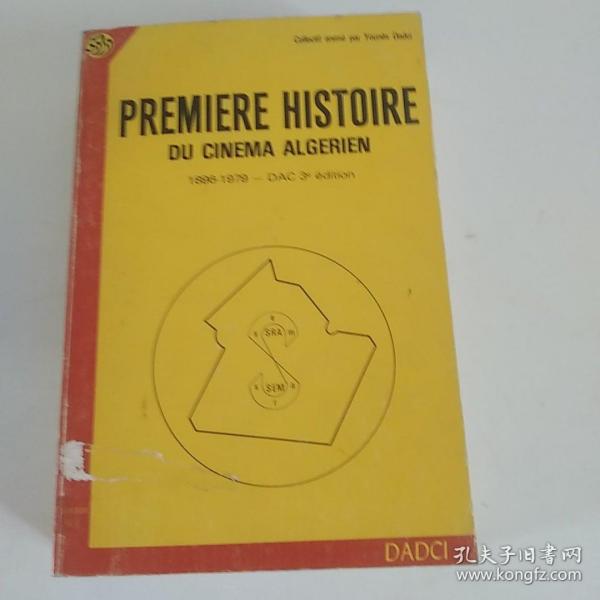 SAS
Collectif animé par Younès Dadci
PREMIERE HISTOIRE
DU CINEMA ALGERIEN
1896-1979 — DAC 3e édition
SRA
m
SEM
DADCI
孔夫子旧书网
www.kongfz.com